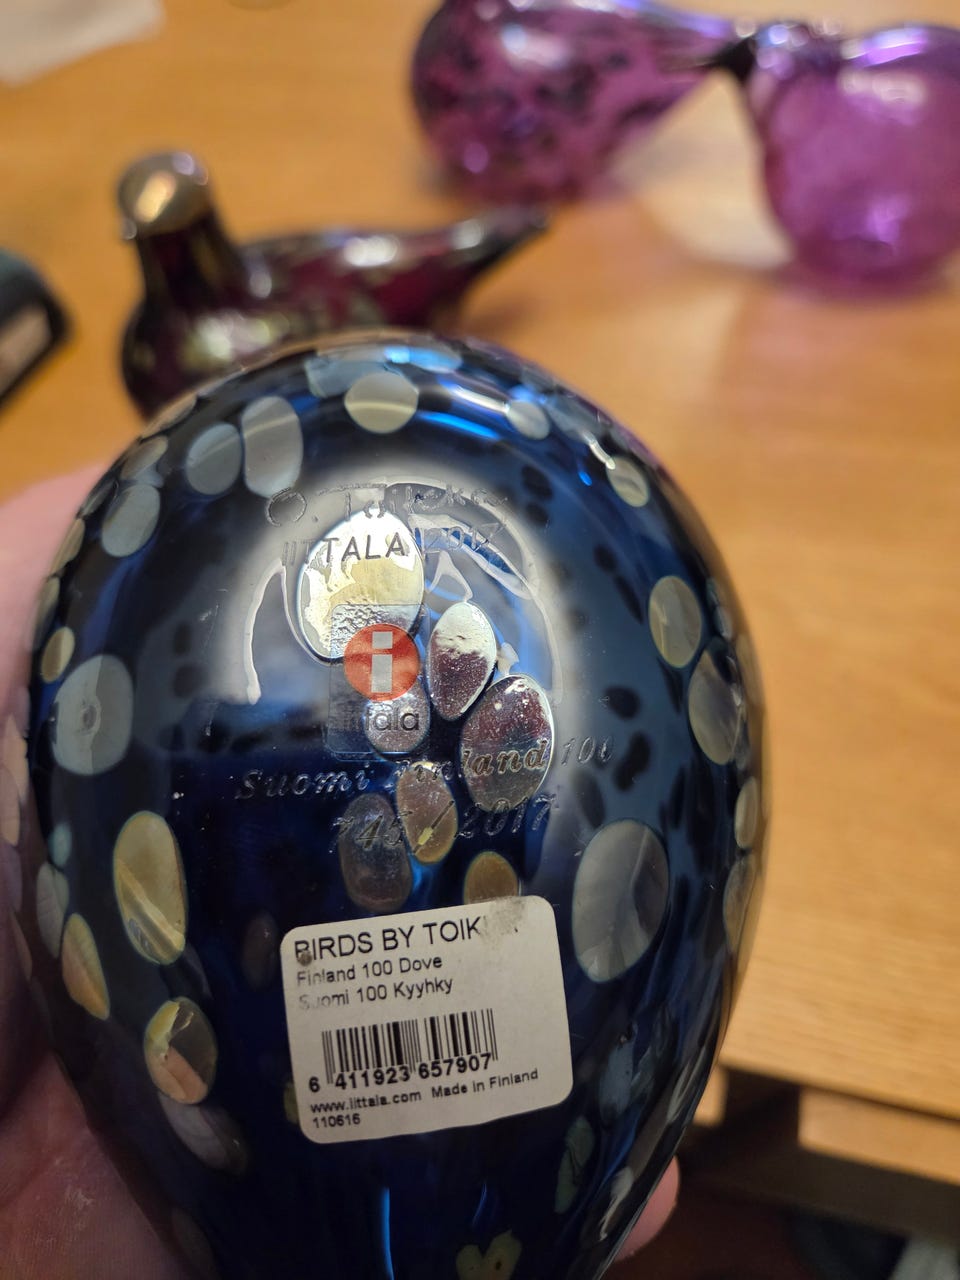 O. Toikka
IITTALA 2017
i
iittala
Suomi Finland 100
745/2017
BIRDS BY TOIK
Finland 100 Dove
Suomi 100 Kyyhky
6 411923 657907
www.iittala.com Made in Finland
110616